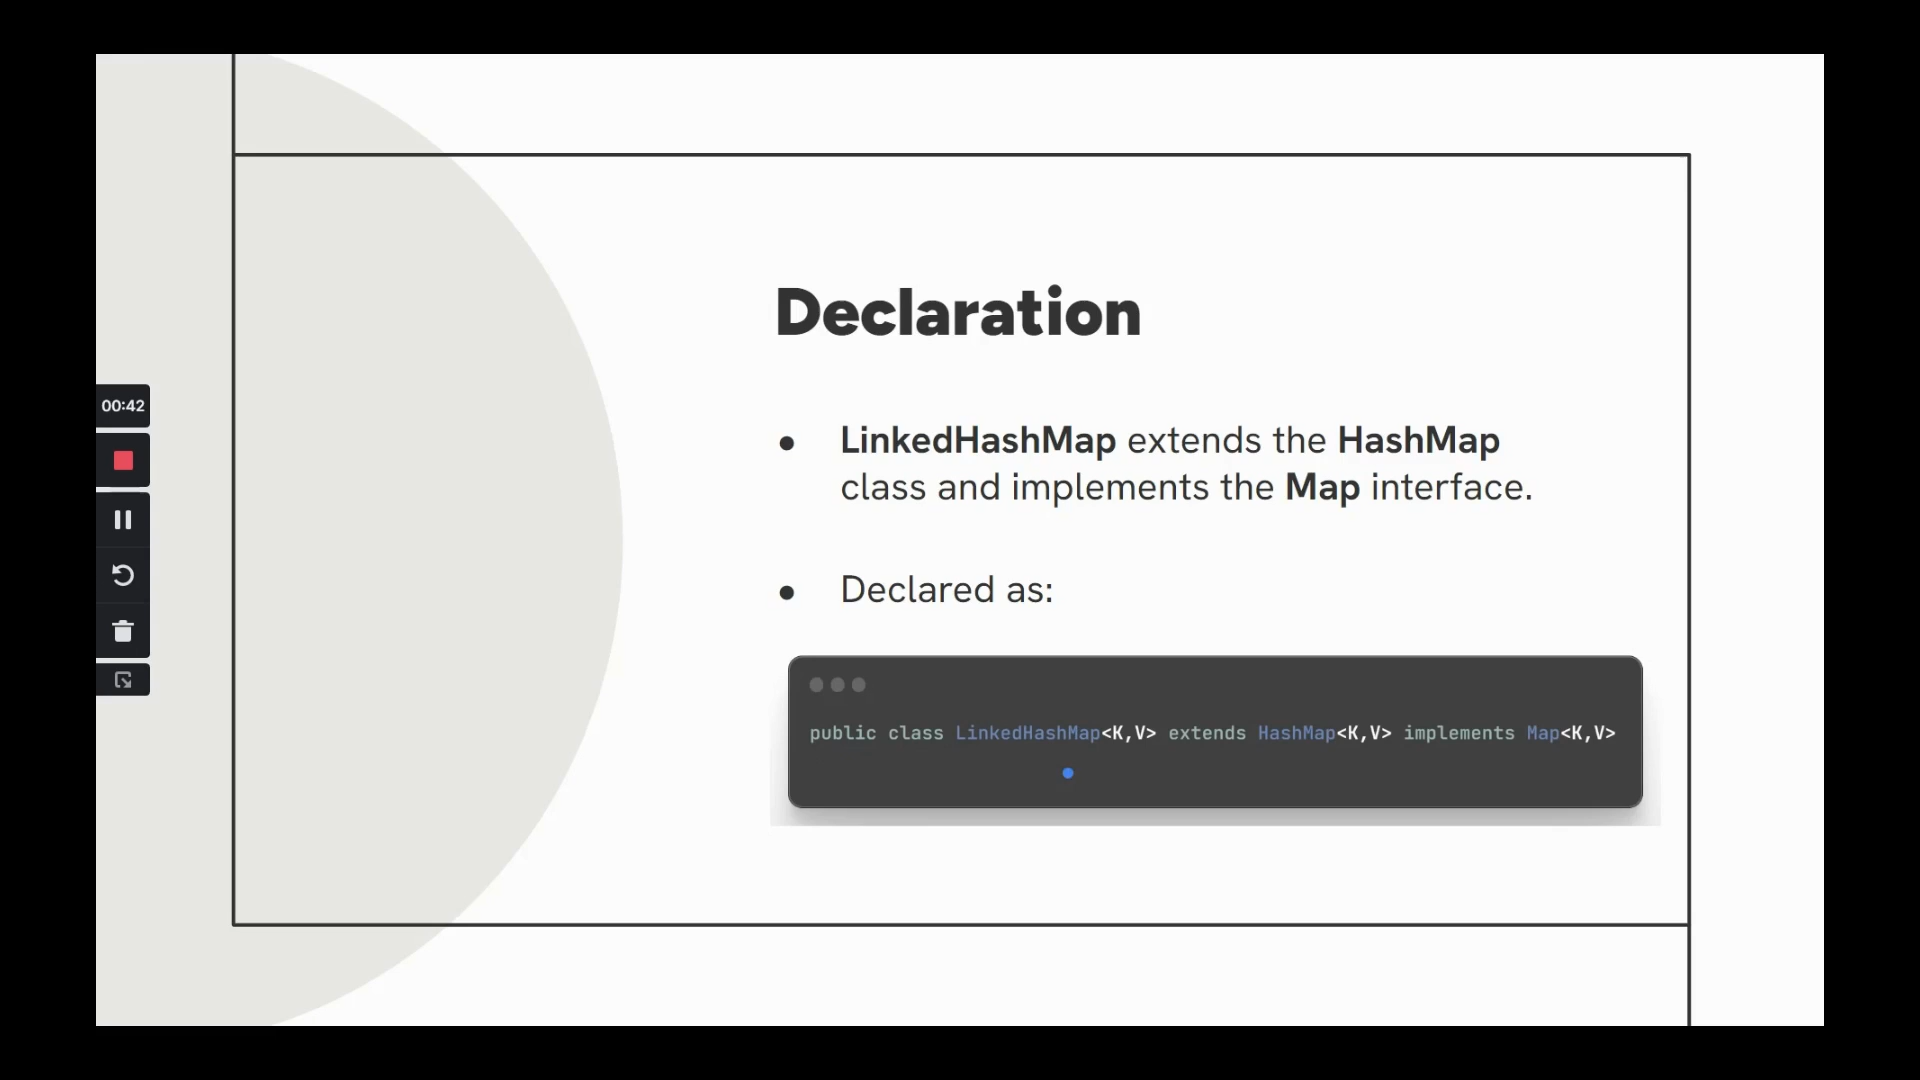 Declaration
LinkedHashMap extends the HashMap
class and implements the Map interface.
Declared as:
public class LinkedHashMap<K,V> extends HashMap<K,V> implements Map<K,V>
00:42